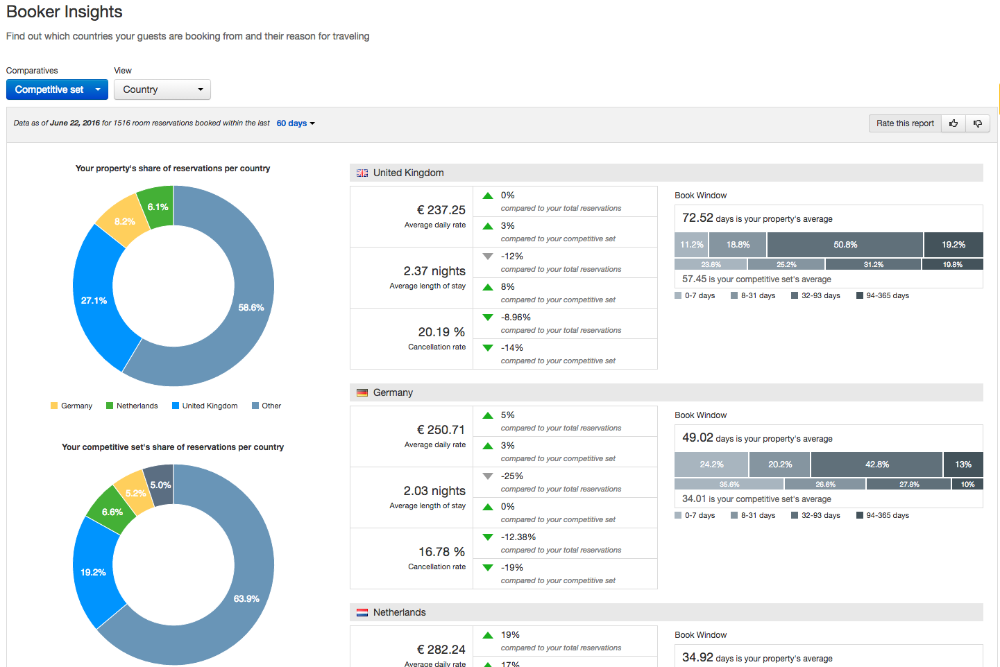 Booker Insights
Find out which countries your guests are booking from and their reason for traveling
Comparatives
View
Competitive set
Country
Data as of June 22, 2016 for 1516 room reservations booked within the last 60 days
Rate this report
Your property's share of reservations per country
6.1%
8.2%
27.1%
58.6%
Germany
Netherlands
United Kingdom
Other
Your competitive set's share of reservations per country
5.0%
5.2%
6.6%
19.2%
63.9%
United Kingdom
€ 237.25
Average daily rate
0%
compared to your total reservations
3%
compared to your competitive set
2.37 nights
Average length of stay
-12%
compared to your total reservations
8%
compared to your competitive set
20.19 %
Cancellation rate
-8.96%
compared to your total reservations
-14%
compared to your competitive set
Book Window
72.52 days is your property's average
11.2% 18.8% 50.8% 19.2%
23.6% 25.2% 31.2% 19.8%
57.45 is your competitive set's average
0-7 days 8-31 days 32-93 days 94-365 days
Germany
€ 250.71
Average daily rate
5%
compared to your total reservations
3%
compared to your competitive set
2.03 nights
Average length of stay
-25%
compared to your total reservations
0%
compared to your competitive set
16.78 %
Cancellation rate
-12.38%
compared to your total reservations
-19%
compared to your competitive set
Book Window
49.02 days is your property's average
24.2% 20.2% 42.8% 13%
35.6% 26.6% 27.8% 10%
34.01 is your competitive set's average
0-7 days 8-31 days 32-93 days 94-365 days
Netherlands
€ 282.24
Average daily rate
19%
compared to your total reservations
17%
Book Window
34.92 days is your property's average